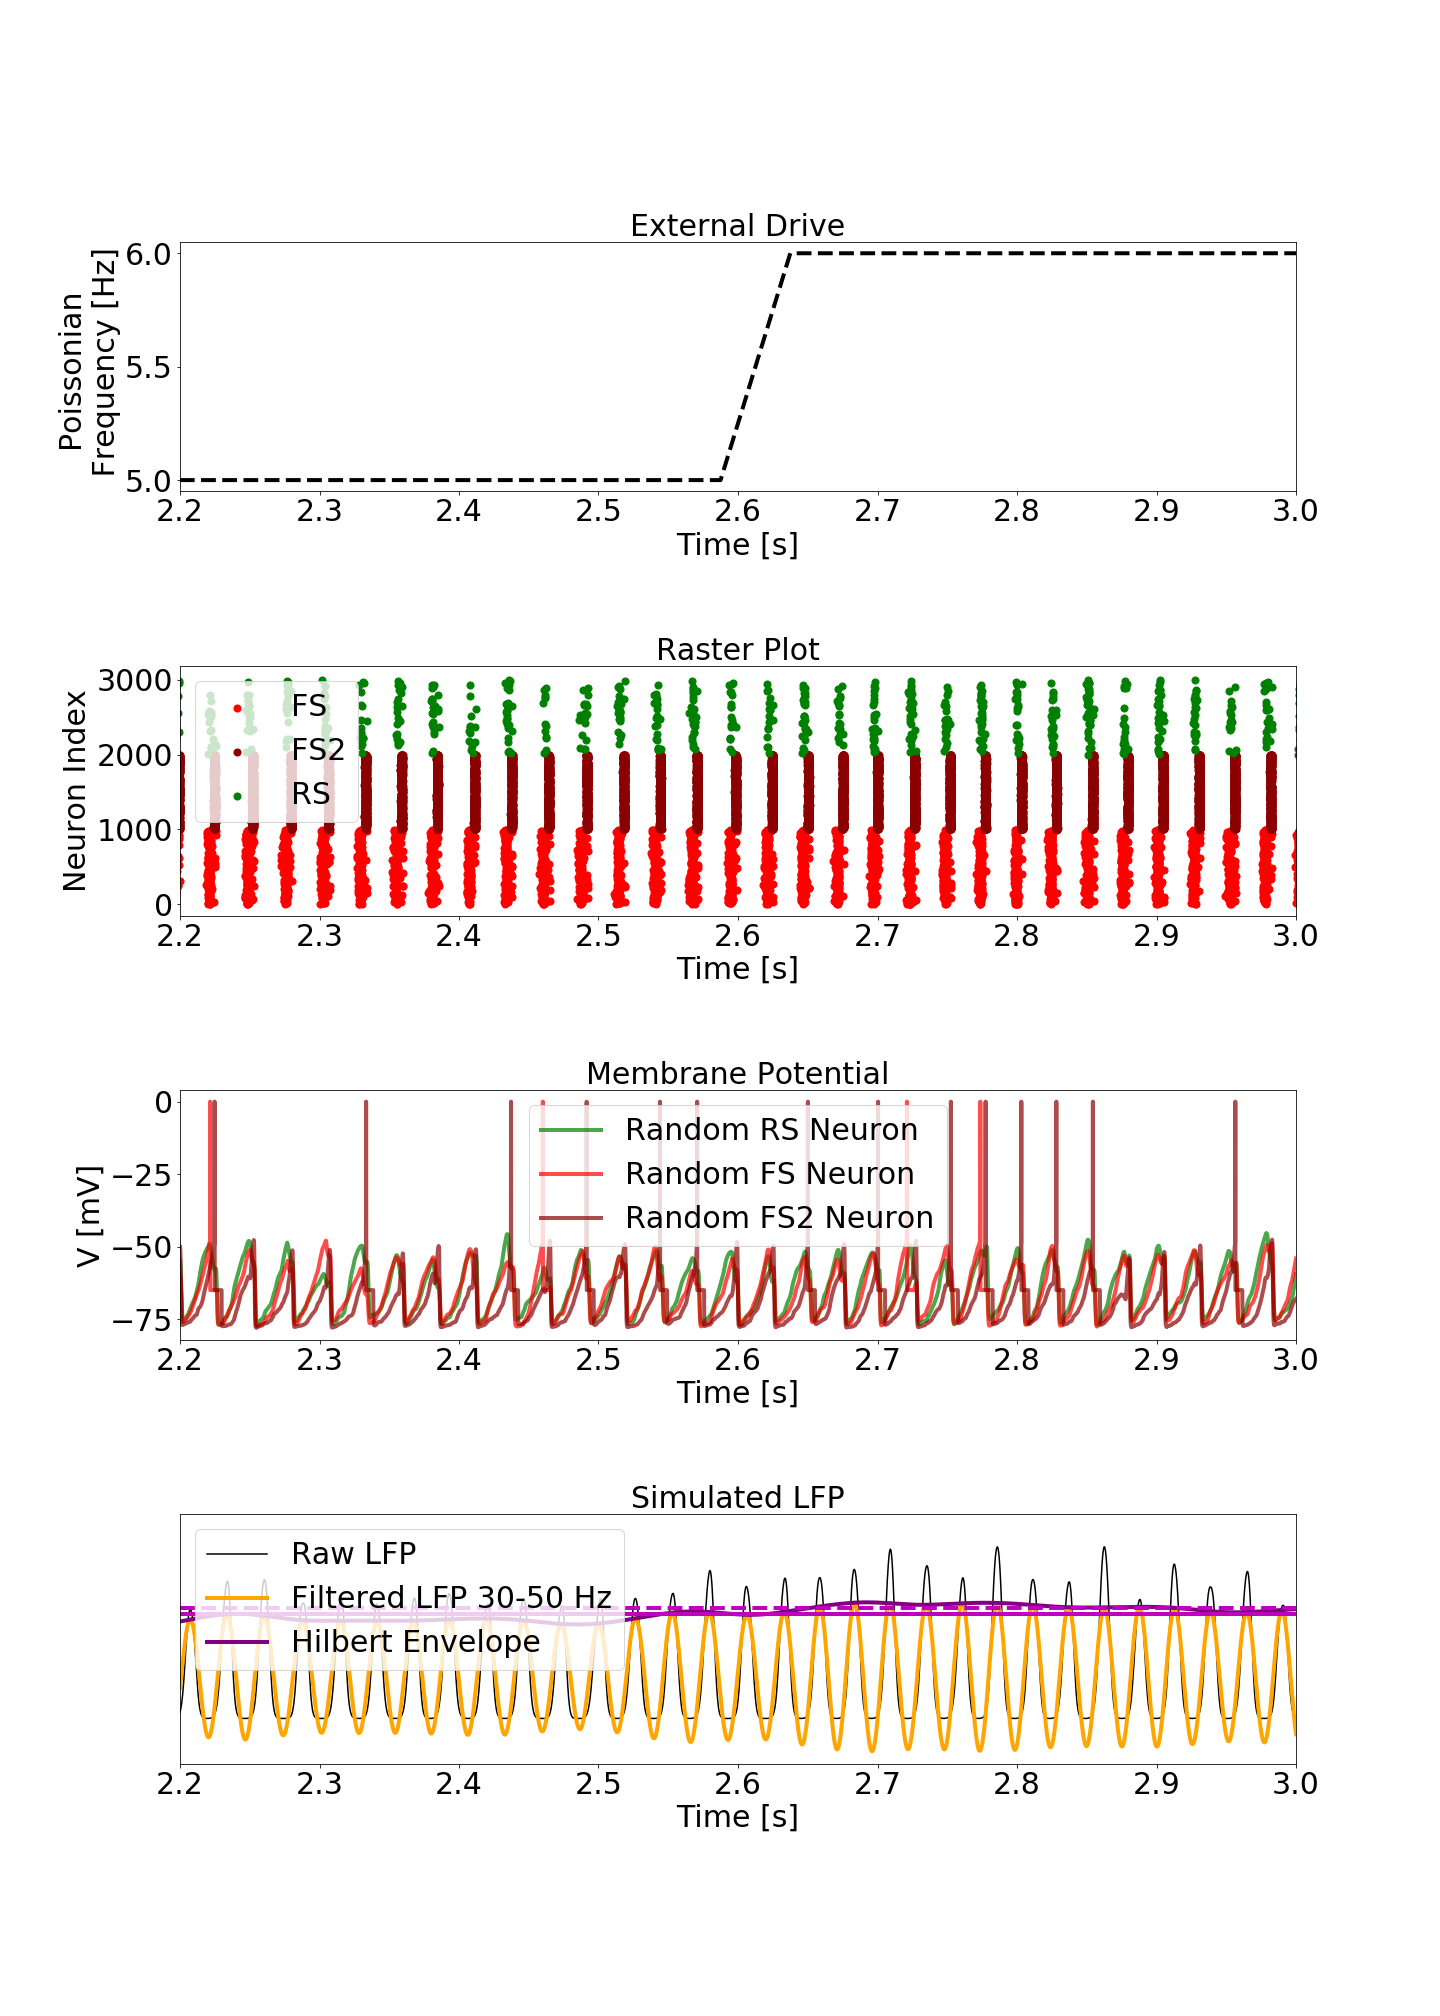 External Drive
Poissonian
Frequency [Hz]
6.0
5.5
5.0
2.2 2.3 2.4 2.5 2.6 2.7 2.8 2.9 3.0
Time [s]
Raster Plot
Neuron Index
3000
2000
1000
0
FS
FS2
RS
2.2 2.3 2.4 2.5 2.6 2.7 2.8 2.9 3.0
Time [s]
Membrane Potential
V [mV]
0
−25
−50
−75
Random RS Neuron
Random FS Neuron
Random FS2 Neuron
2.2 2.3 2.4 2.5 2.6 2.7 2.8 2.9 3.0
Time [s]
Simulated LFP
Raw LFP
Filtered LFP 30-50 Hz
Hilbert Envelope
2.2 2.3 2.4 2.5 2.6 2.7 2.8 2.9 3.0
Time [s]